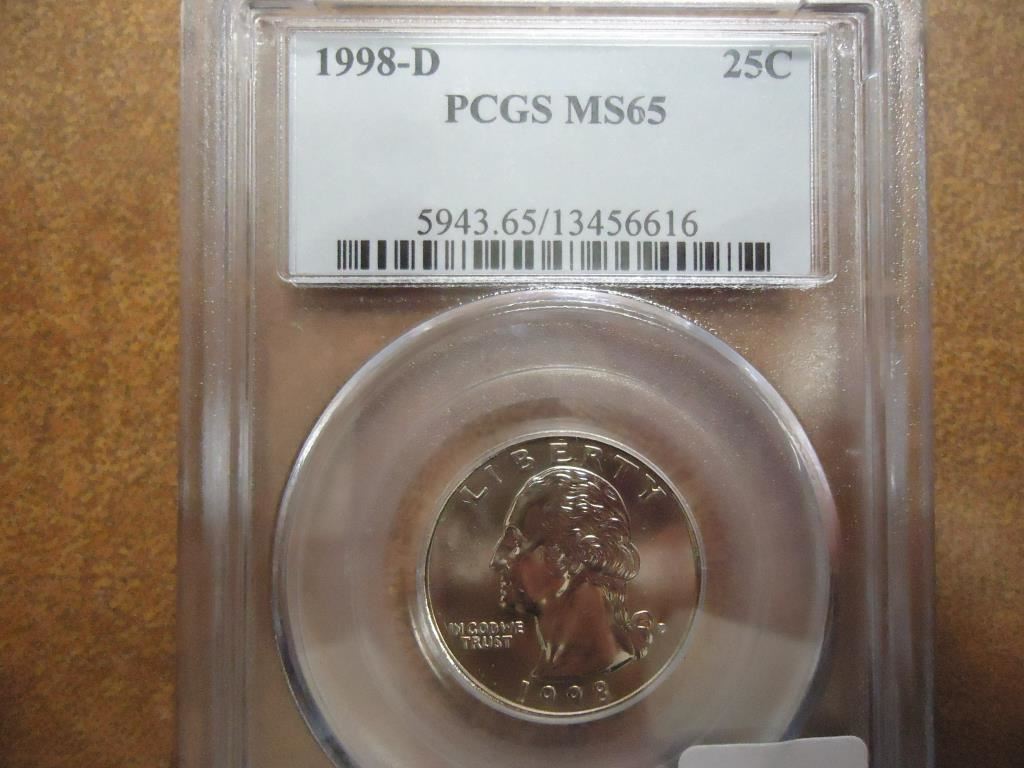 1998-D 25C
PCGS MS65
5943.65/13456616
LIBERTY
IN GOD WE
TRUST
D
1998